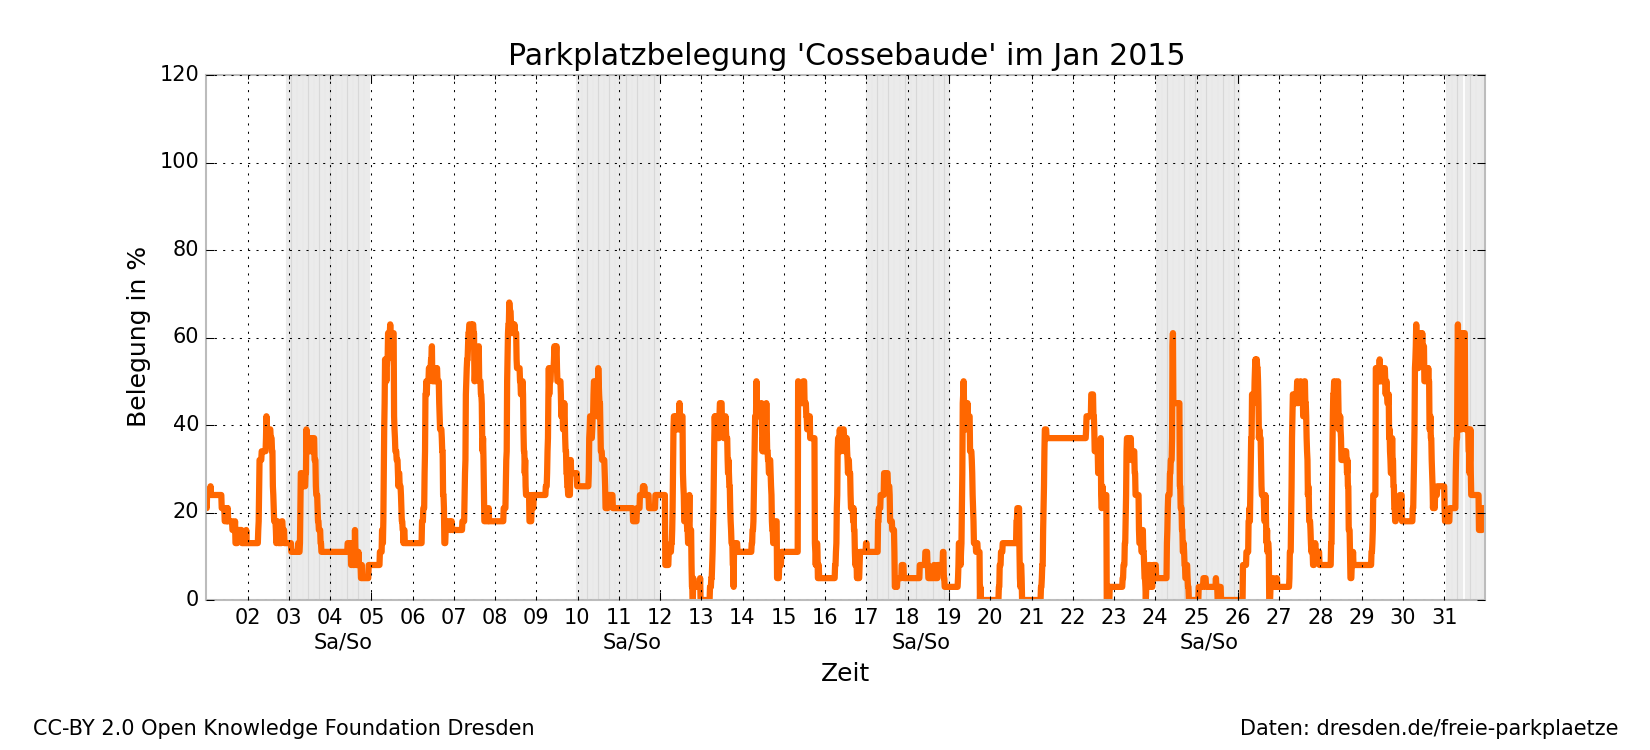 Parkplatzbelegung 'Cossebaude' im Jan 2015
120
100
80
60
40
20
0
Belegung in %
02 03 04 05 06 07 08 09 10 11 12 13 14 15 16 17 18 19 20 21 22 23 24 25 26 27 28 29 30 31
Sa/So Sa/So Sa/So Sa/So
Zeit
CC-BY 2.0 Open Knowledge Foundation Dresden
Daten: dresden.de/freie-parkplaetze